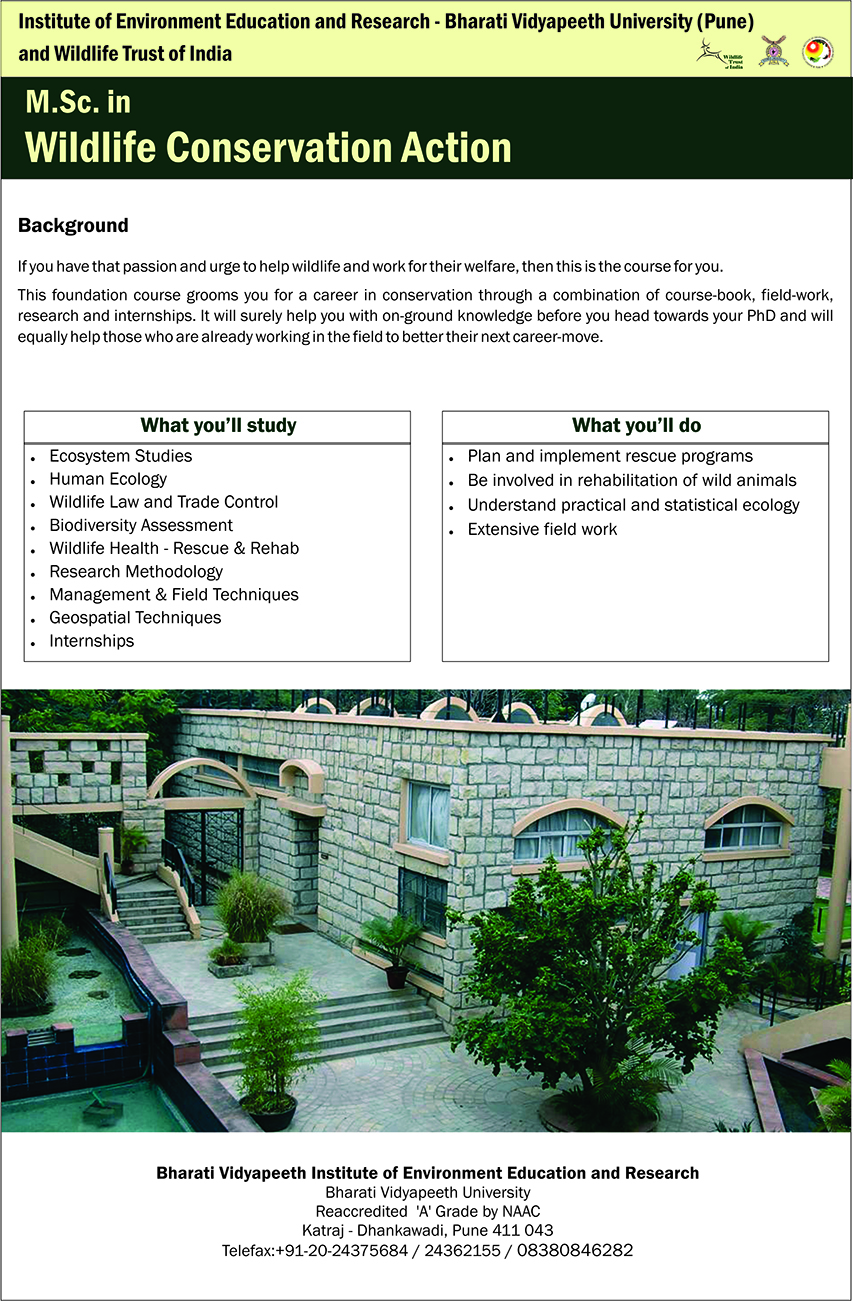 Institute of Environment Education and Research - Bharati Vidyapeeth University (Pune)
and Wildlife Trust of India
Wildlife
Trust
of India
M.Sc. in
Wildlife Conservation Action
Background
If you have that passion and urge to help wildlife and work for their welfare, then this is the course for you.
This foundation course grooms you for a career in conservation through a combination of course-book, field-work,
research and internships. It will surely help you with on-ground knowledge before you head towards your PhD and will
equally help those who are already working in the field to better their next career-move.
What you'll study
• Ecosystem Studies
• Human Ecology
• Wildlife Law and Trade Control
• Biodiversity Assessment
• Wildlife Health - Rescue & Rehab
• Research Methodology
• Management & Field Techniques
• Geospatial Techniques
• Internships
What you'll do
• Plan and implement rescue programs
• Be involved in rehabilitation of wild animals
• Understand practical and statistical ecology
• Extensive field work
Bharati Vidyapeeth Institute of Environment Education and Research
Bharati Vidyapeeth University
Reaccredited 'A' Grade by NAAC
Katraj - Dhankawadi, Pune 411 043
Telefax:+91-20-24375684 / 24362155 / 08380846282